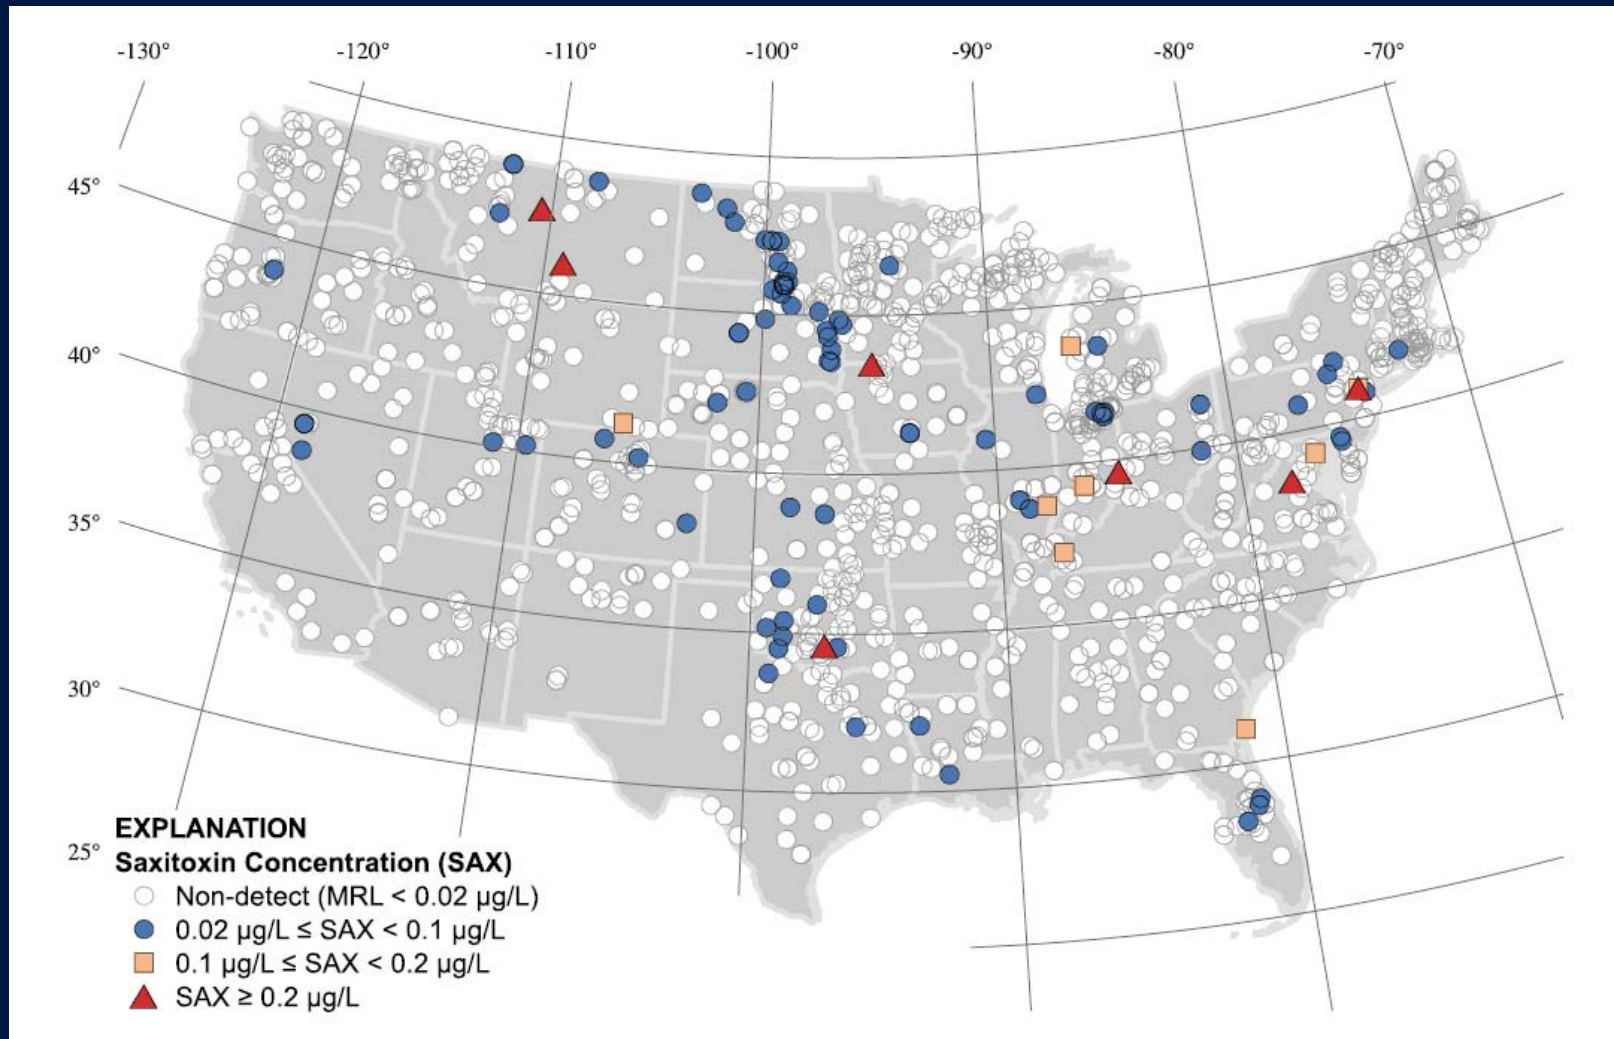 -130° -120° -110° -100° -90° -80° -70°
45°
40°
35°
30°
25°
EXPLANATION
Saxitoxin Concentration (SAX)
Non-detect (MRL < 0.02 µg/L)
0.02 µg/L ≤ SAX < 0.1 µg/L
0.1 µg/L ≤ SAX < 0.2 µg/L
SAX ≥ 0.2 µg/L